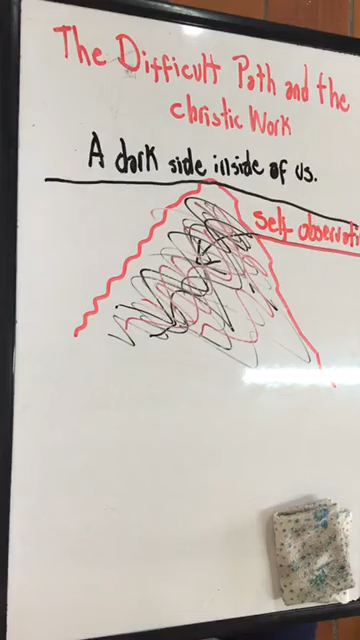 The Difficult Path and the
christic Work
A dark side inside of us.
self observati